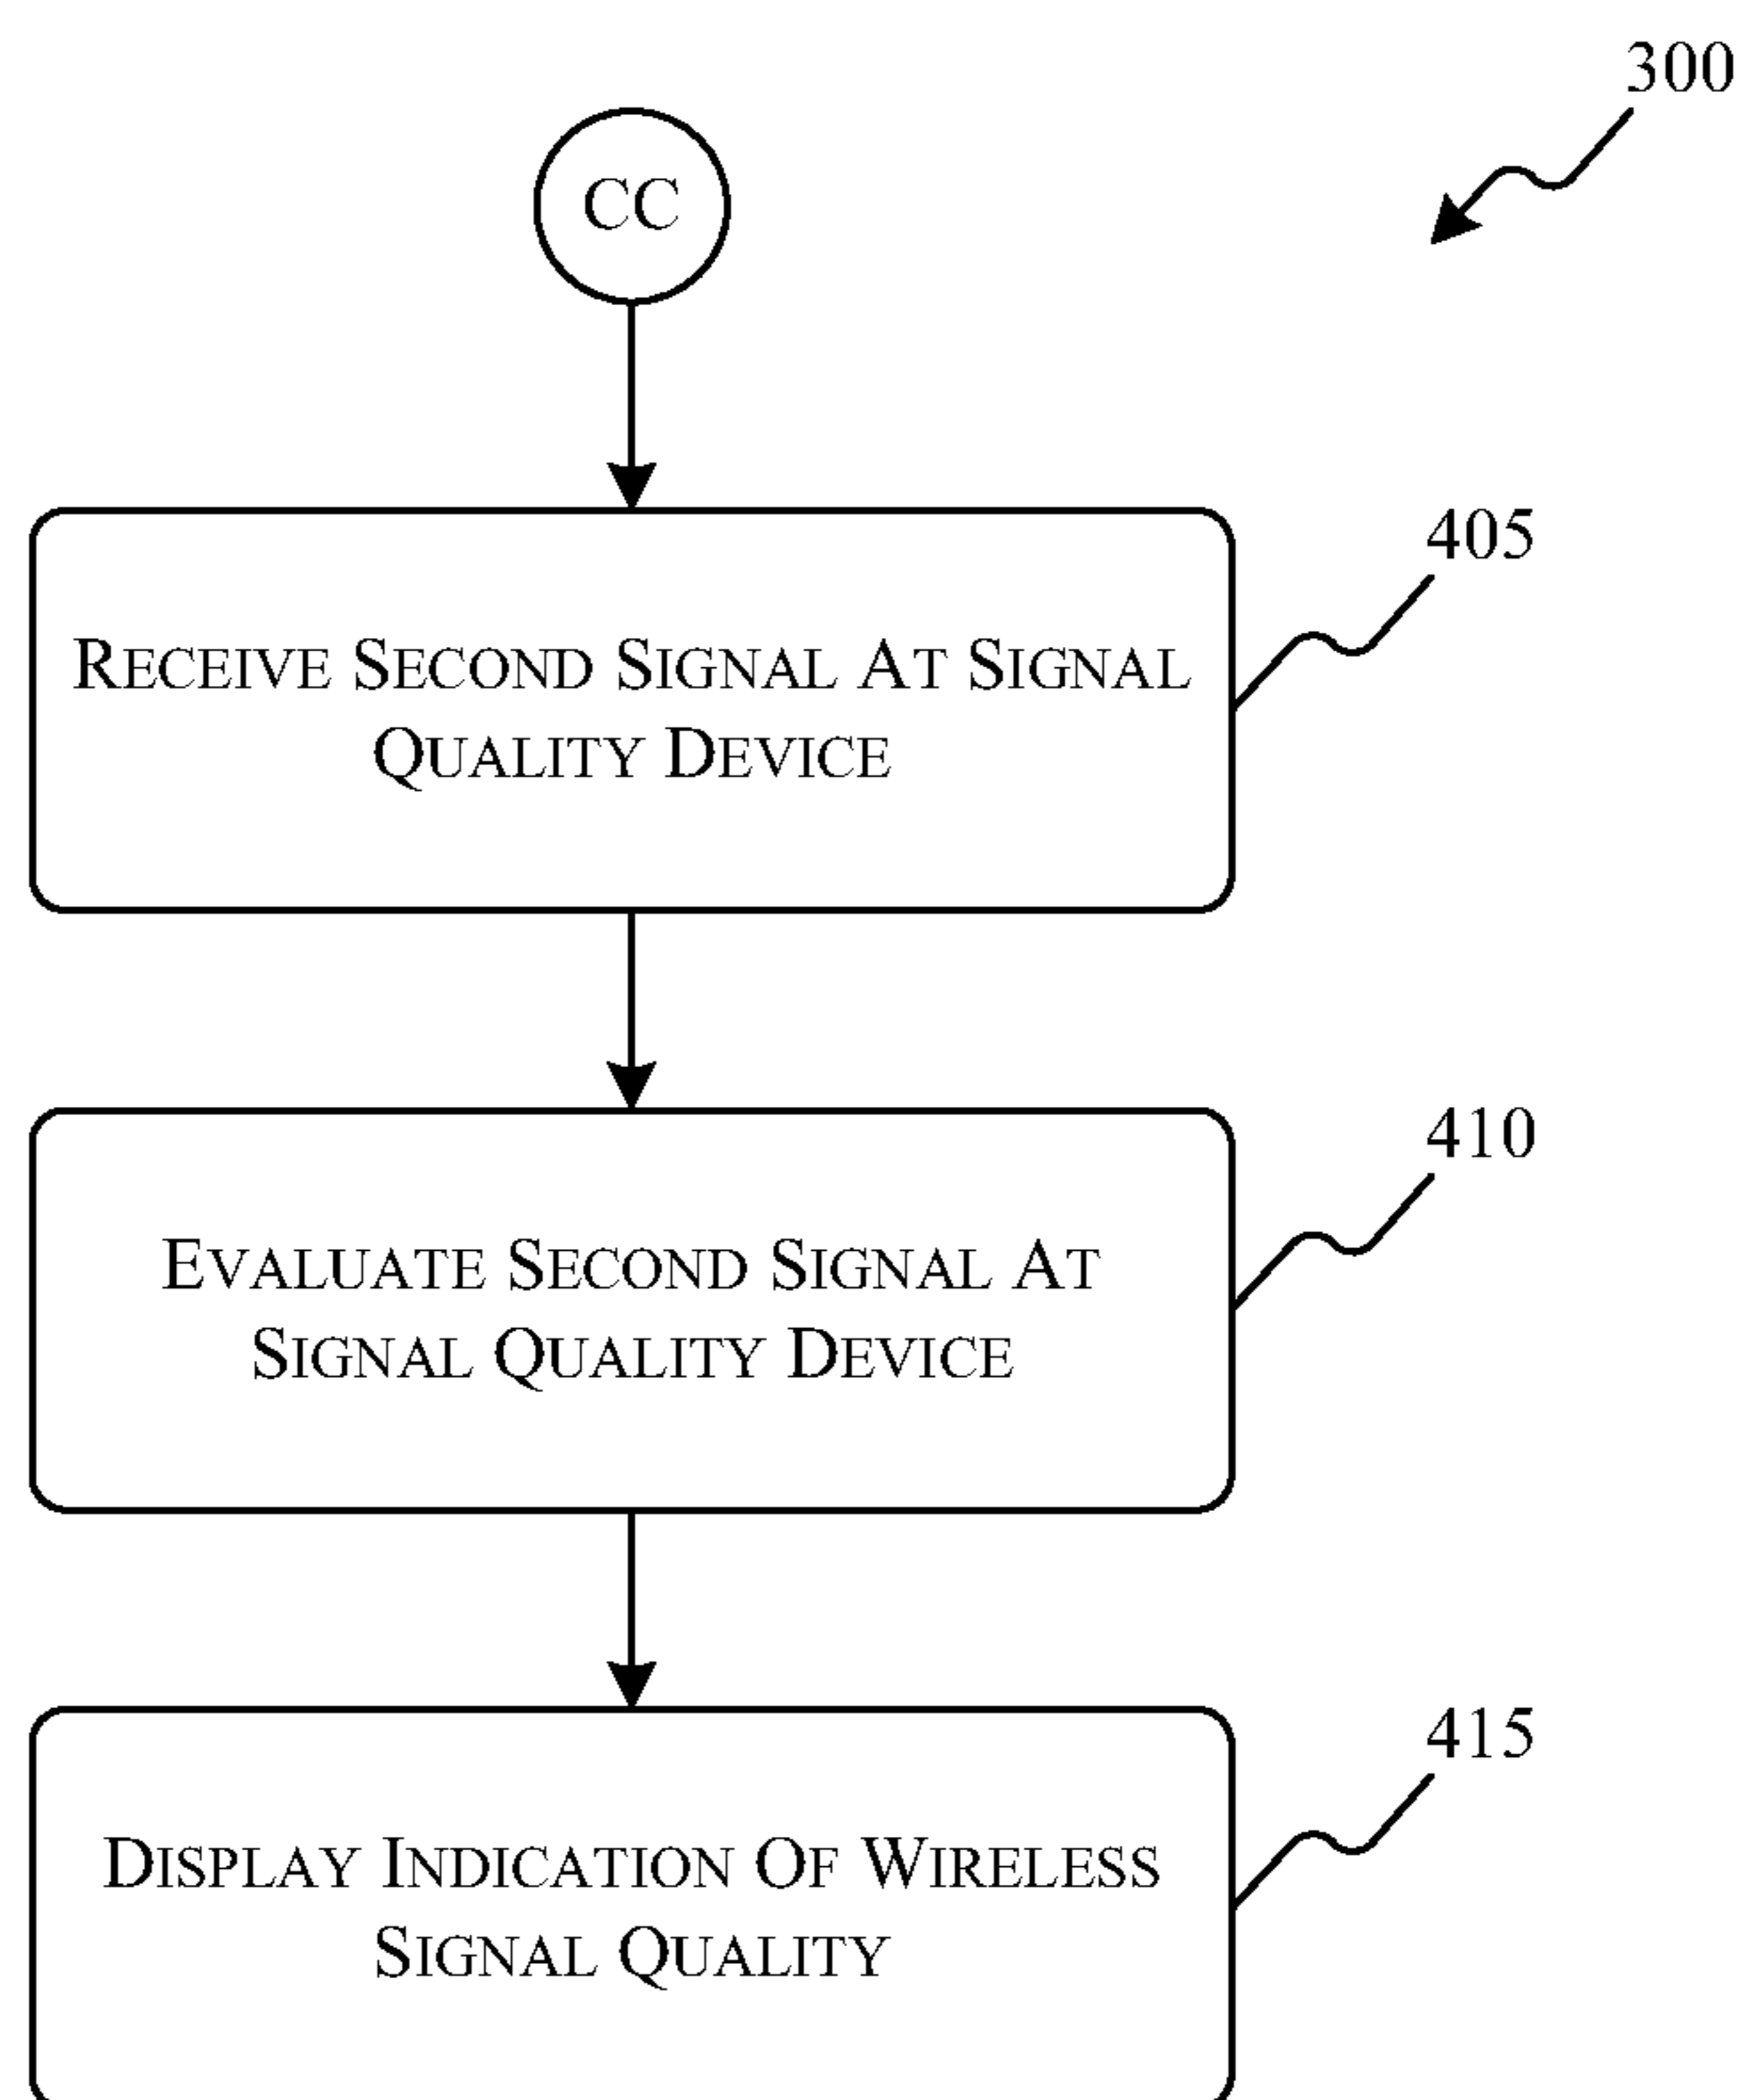 300
CC
405
RECEIVE SECOND SIGNAL AT SIGNAL
QUALITY DEVICE
410
EVALUATE SECOND SIGNAL AT
SIGNAL QUALITY DEVICE
415
DISPLAY INDICATION OF WIRELESS
SIGNAL QUALITY